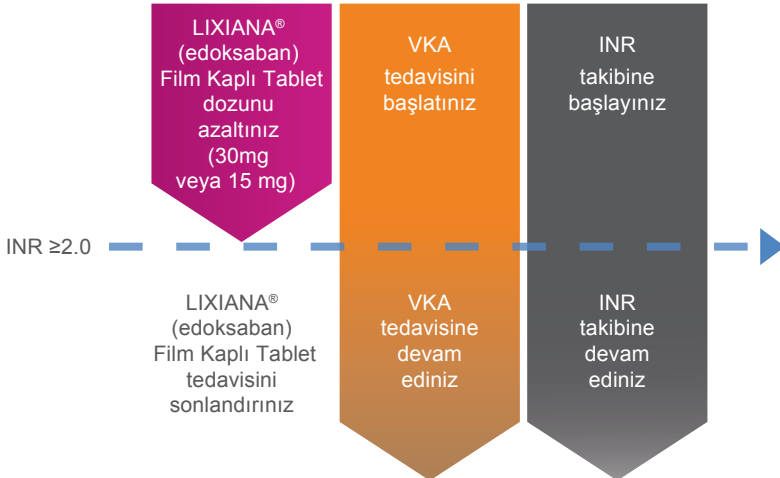 LIXIANA®
(edoksaban)
Film Kaplı Tablet
dozunu
azaltınız
(30mg
veya 15 mg)
VKA
tedavisini
başlatınız
INR
takibine
başlayınız
INR ≥2.0
LIXIANA®
(edoksaban)
Film Kaplı Tablet
tedavisini
sonlandırınız
VKA
tedavisine
devam
ediniz
INR
takibine
devam
ediniz